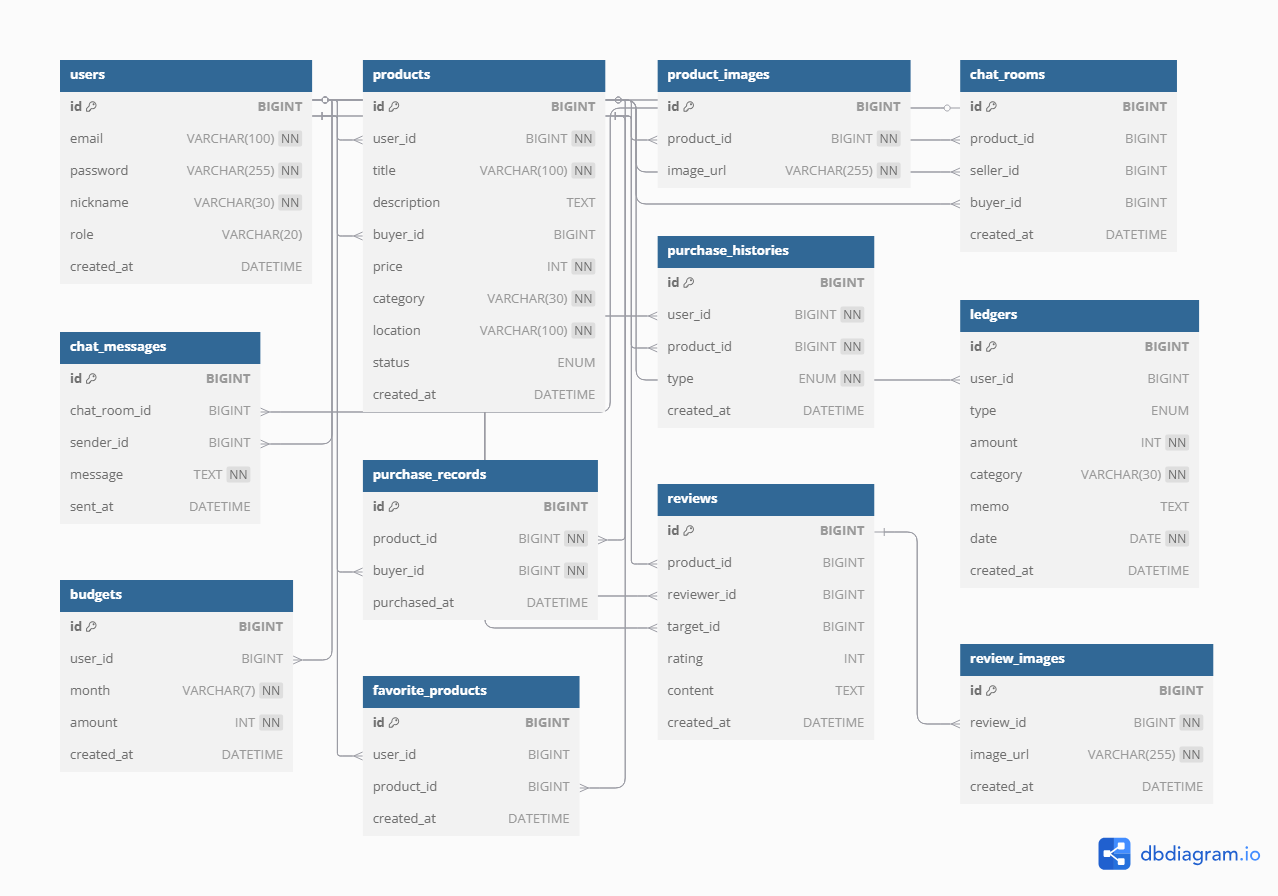 users
id BIGINT
email VARCHAR(100) NN
password VARCHAR(255) NN
nickname VARCHAR(30) NN
role VARCHAR(20)
created_at DATETIME
products
id BIGINT
user_id BIGINT NN
title VARCHAR(100) NN
description TEXT
buyer_id BIGINT
price INT NN
category VARCHAR(30) NN
location VARCHAR(100) NN
status ENUM
created_at DATETIME
product_images
id BIGINT
product_id BIGINT NN
image_url VARCHAR(255) NN
chat_rooms
id BIGINT
product_id BIGINT
seller_id BIGINT
buyer_id BIGINT
created_at DATETIME
purchase_histories
id BIGINT
user_id BIGINT NN
product_id BIGINT NN
type ENUM NN
created_at DATETIME
ledgers
id BIGINT
user_id BIGINT
type ENUM
amount INT NN
category VARCHAR(30) NN
memo TEXT
date DATE NN
created_at DATETIME
chat_messages
id BIGINT
chat_room_id BIGINT
sender_id BIGINT
message TEXT NN
sent_at DATETIME
purchase_records
id BIGINT
product_id BIGINT NN
buyer_id BIGINT NN
purchased_at DATETIME
reviews
id BIGINT
product_id BIGINT
reviewer_id BIGINT
target_id BIGINT
rating INT
content TEXT
created_at DATETIME
budgets
id BIGINT
user_id BIGINT
month VARCHAR(7) NN
amount INT NN
created_at DATETIME
favorite_products
id BIGINT
user_id BIGINT
product_id BIGINT
created_at DATETIME
review_images
id BIGINT
review_id BIGINT NN
image_url VARCHAR(255) NN
created_at DATETIME
dbdiagram.io